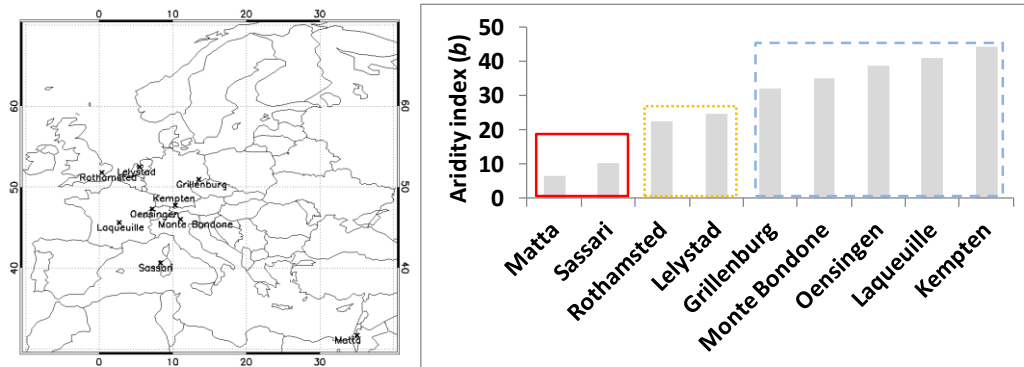 0 10 20 30
60 60
Lelystad
Rothamsted
Grillenburg
50 50
Kempten
Oensingen
Monte Bondone
Laqueuille
Sassari
40 40
Matta
0 10 20 30
Aridity index (b)
50
40
30
20
10
0
Matta
Sassari
Rothamsted
Lelystad
Grillenburg
Monte Bondone
Oensingen
Laqueuille
Kempten